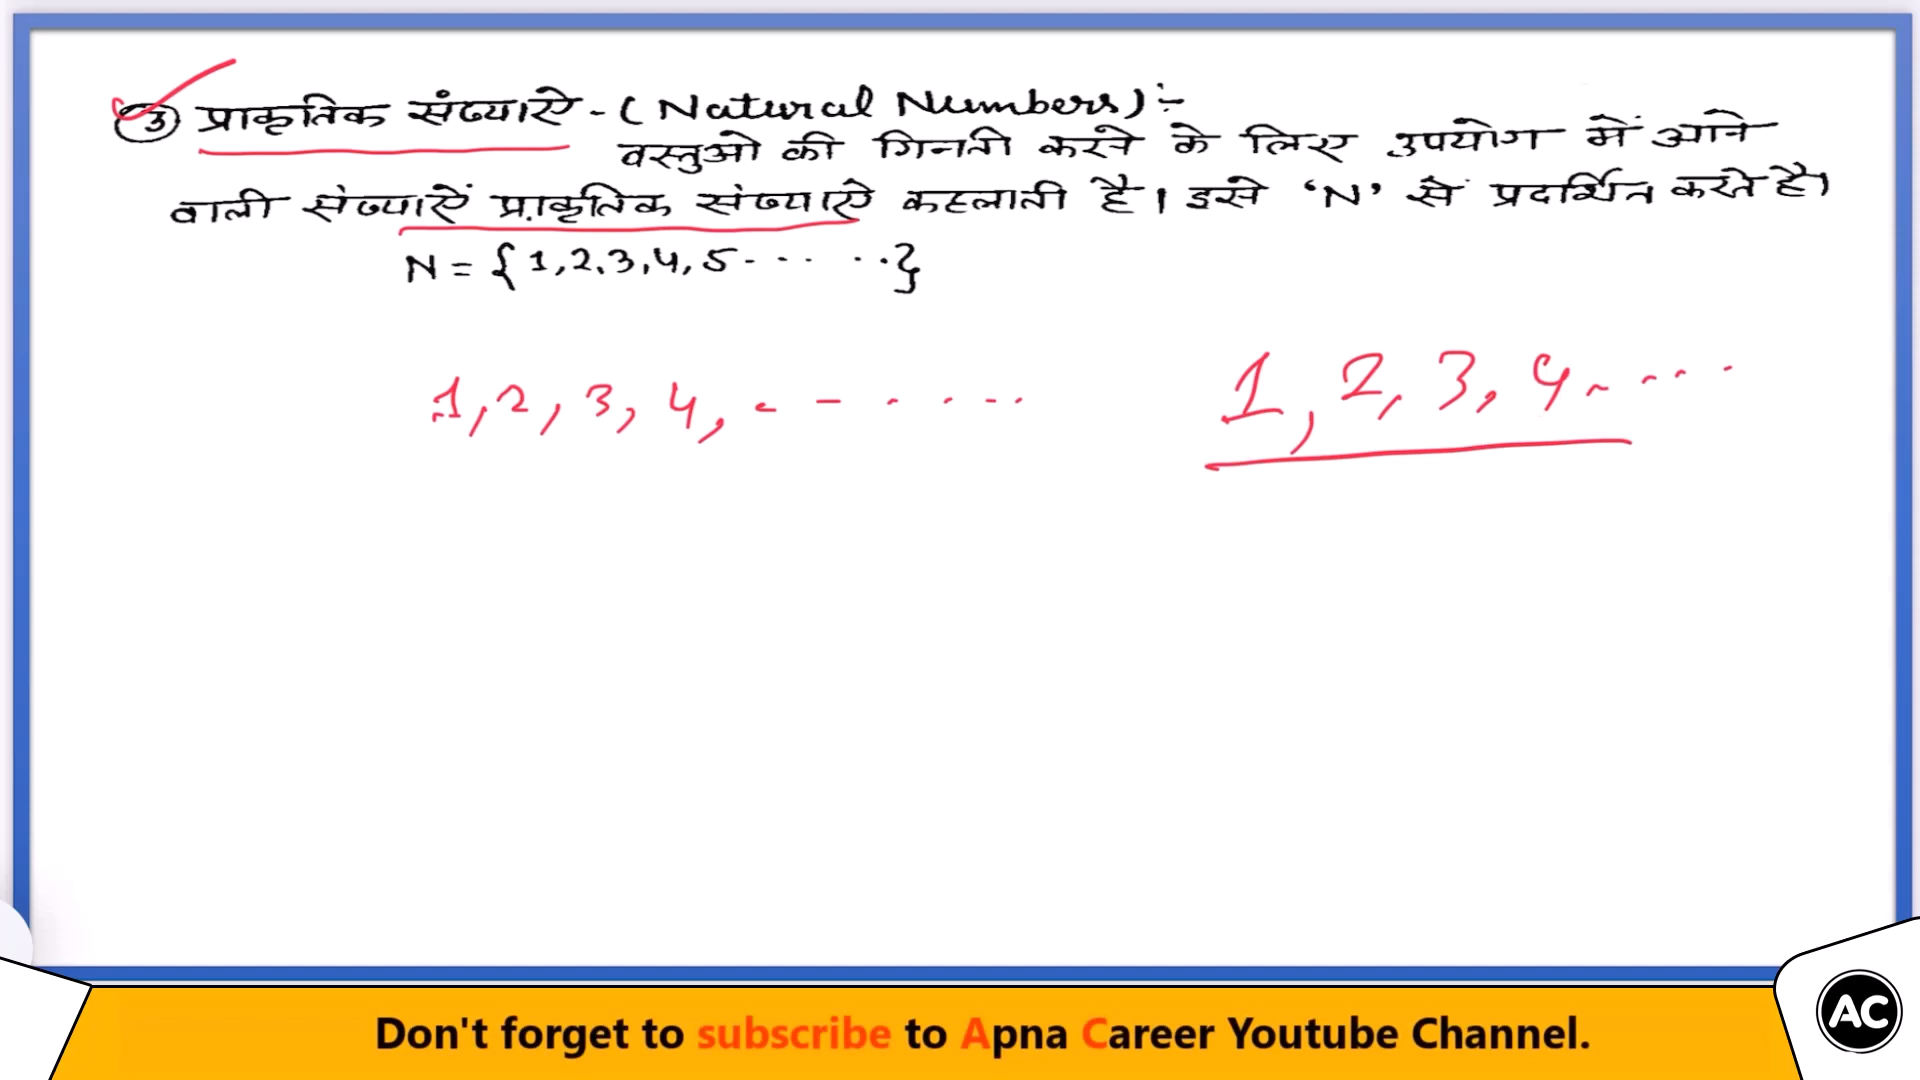 ③ प्राकृतिक संख्याऐ - (Natural Numbers) :-
वस्तुओ की गिनती करने के लिए उपयोग में आने
वाली संख्याऐं प्राकृतिक संख्याऐ कहलाती है। इसे 'N' से प्रदर्शित करते है।
N = {1,2,3,4,5- ... ..}
1, 2, 3, 4, - - . . . .
1, 2, 3, 4. . . . .
Don't forget to subscribe to Apna Career Youtube Channel.
AC